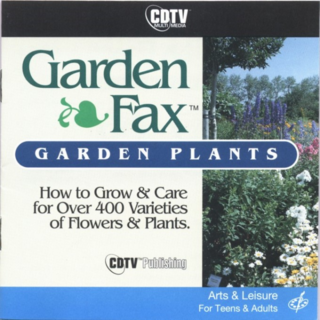 CDTV
MULTIMEDIA
Garden
Fax™
GARDEN PLANTS
How to Grow & Care
for Over 400 Varieties
of Flowers & Plants.
CDTV™ Publishing
Arts & Leisure
For Teens & Adults